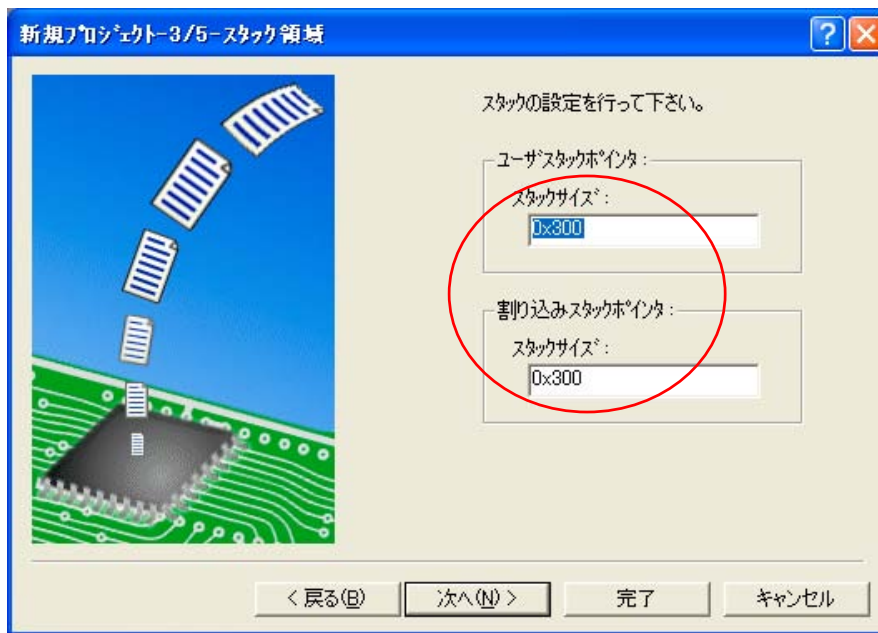 新規プロジェクト-3/5-スタック領域
スタックの設定を行って下さい。
ユーザスタックポインタ:
スタックサイズ:
0x300
割り込みスタックポインタ:
スタックサイズ:
0x300
< 戻る(B)
次へ(N) >
完了
キャンセル